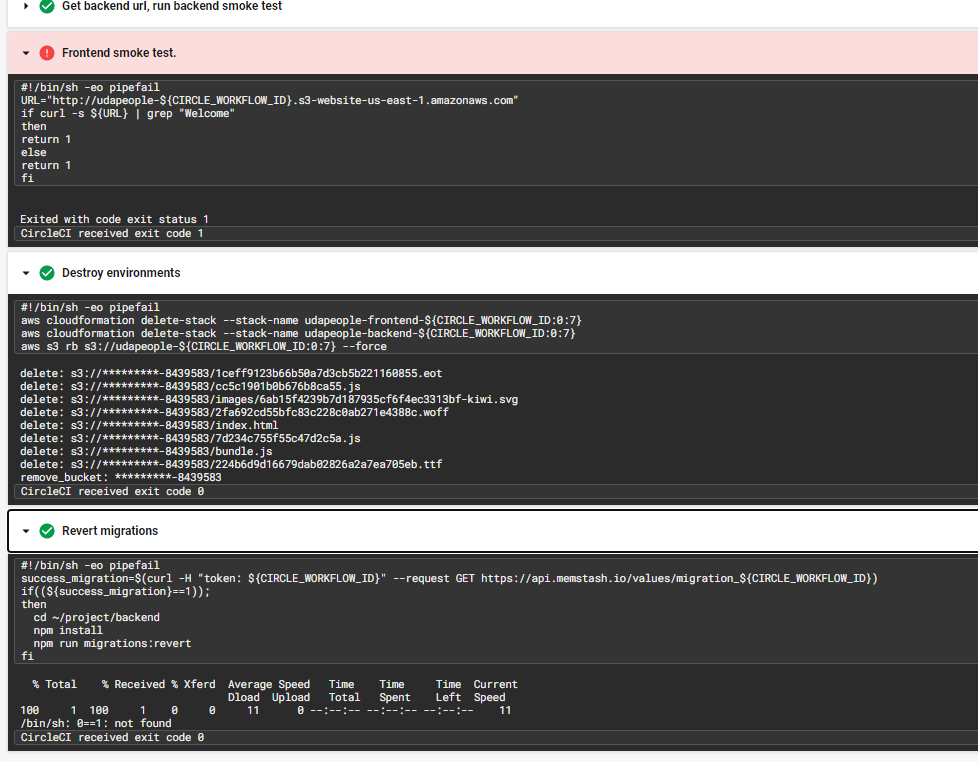 Get backend url, run backend smoke test
Frontend smoke test.
#!/bin/sh -eo pipefail
URL="http://udapeople-${CIRCLE_WORKFLOW_ID}.s3-website-us-east-1.amazonaws.com"
if curl -s ${URL} | grep "Welcome"
then
return 1
else
return 1
fi
Exited with code exit status 1
CircleCI received exit code 1
Destroy environments
#!/bin/sh -eo pipefail
aws cloudformation delete-stack --stack-name udapeople-frontend-${CIRCLE_WORKFLOW_ID:0:7}
aws cloudformation delete-stack --stack-name udapeople-backend-${CIRCLE_WORKFLOW_ID:0:7}
aws s3 rb s3://udapeople-${CIRCLE_WORKFLOW_ID:0:7} --force
delete: s3://*********-8439583/1ceff9123b66b50a7d3cb5b221160855.eot
delete: s3://*********-8439583/cc5c1901b0b676b8ca55.js
delete: s3://*********-8439583/images/6ab15f4239b7d187935cf6f4ec3313bf-kiwi.svg
delete: s3://*********-8439583/2fa692cd55bfc83c228c0ab271e4388c.woff
delete: s3://*********-8439583/index.html
delete: s3://*********-8439583/7d234c755f55c47d2c5a.js
delete: s3://*********-8439583/bundle.js
delete: s3://*********-8439583/224b6d9d16679dab02826a2a7ea705eb.ttf
remove_bucket: *********-8439583
CircleCI received exit code 0
Revert migrations
#!/bin/sh -eo pipefail
success_migration=$(curl -H "token: ${CIRCLE_WORKFLOW_ID}" --request GET https://api.memstash.io/values/migration_${CIRCLE_WORKFLOW_ID})
if((${success_migration}==1));
then
  cd ~/project/backend
  npm install
  npm run migrations:revert
fi
% Total % Received % Xferd Average Speed Time Time Time Current
Dload Upload Total Spent Left Speed
100 1 100 1 0 0 11 0 --:--:-- --:--:-- --:--:-- 11
/bin/sh: 0==1: not found
CircleCI received exit code 0